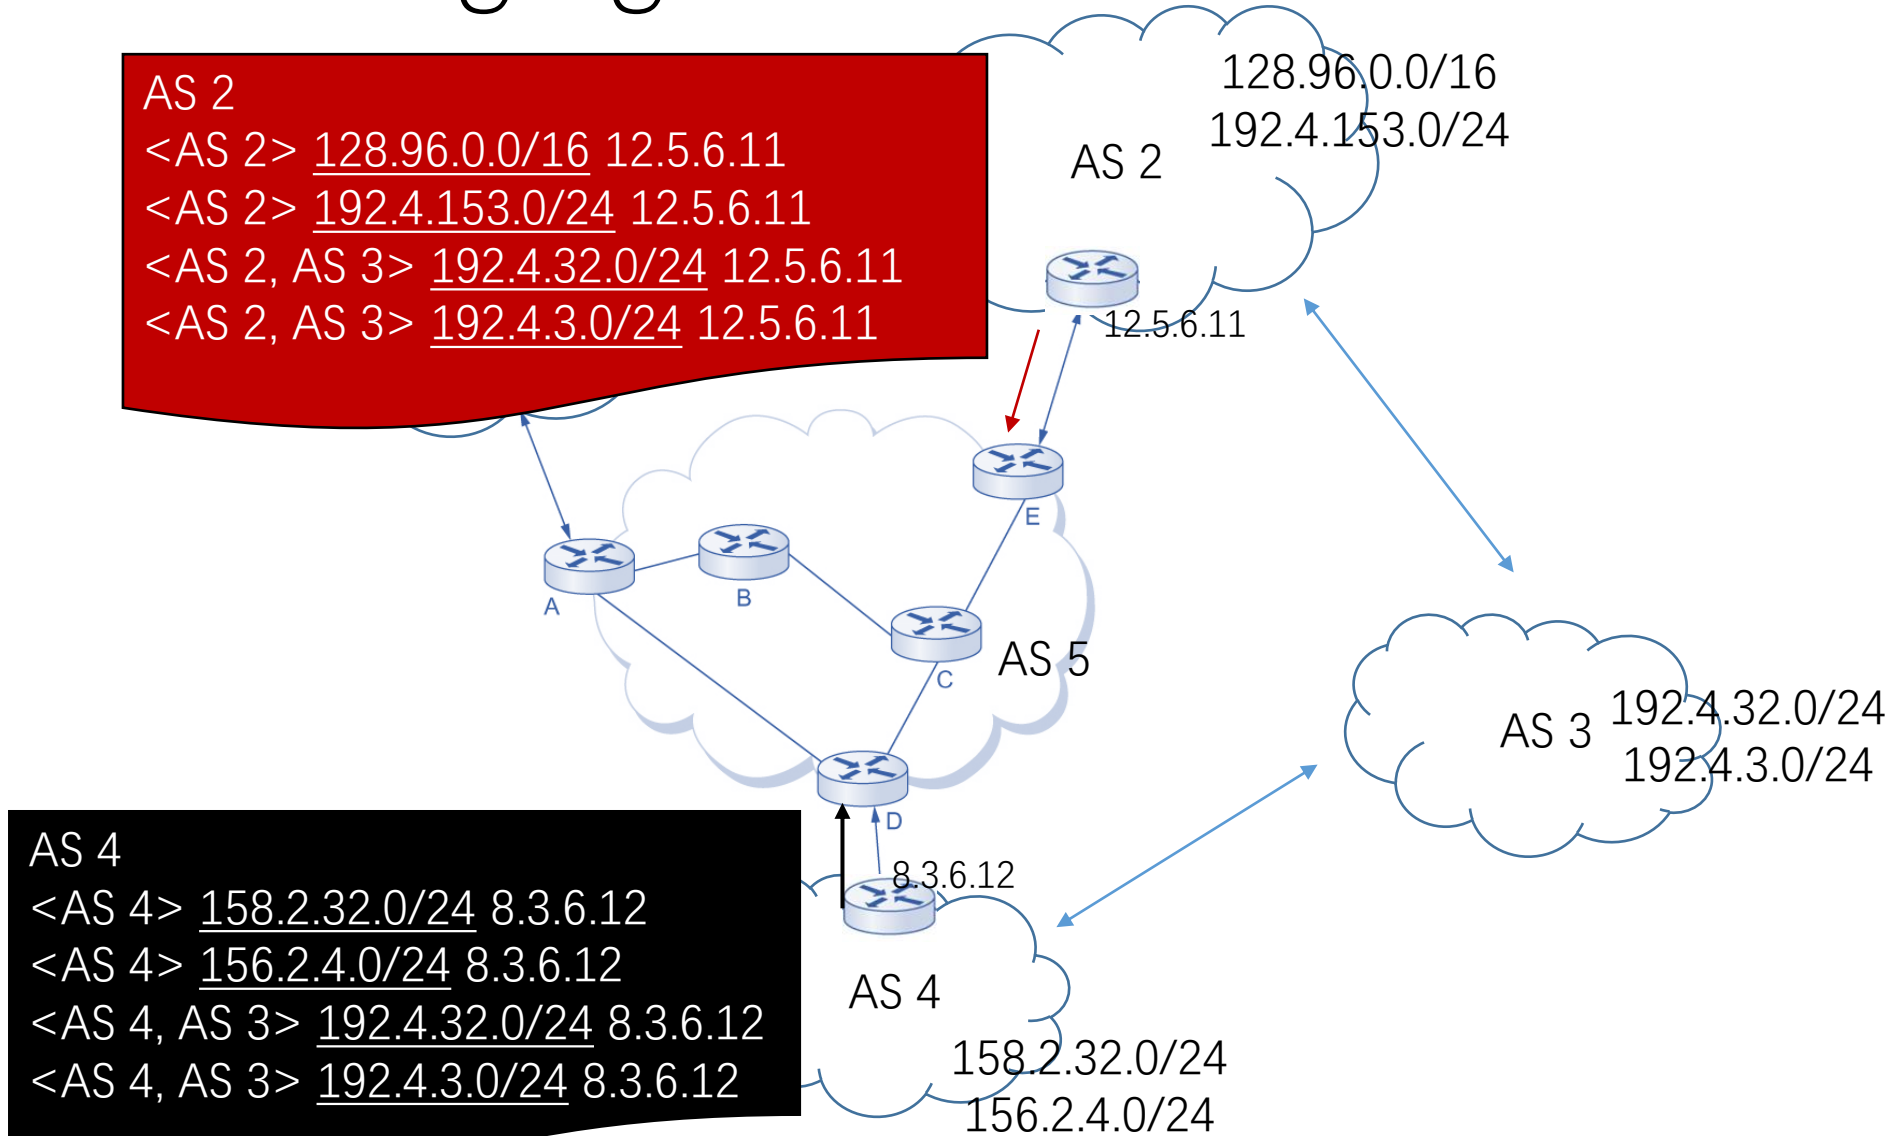 AS 2
<AS 2> 128.96.0.0/16 12.5.6.11
<AS 2> 192.4.153.0/24 12.5.6.11
<AS 2, AS 3> 192.4.32.0/24 12.5.6.11
<AS 2, AS 3> 192.4.3.0/24 12.5.6.11
128.96.0.0/16
192.4.153.0/24
AS 2
12.5.6.11
E
A
B
C
AS 5
AS 3
192.4.32.0/24
192.4.3.0/24
D
8.3.6.12
AS 4
<AS 4> 158.2.32.0/24 8.3.6.12
<AS 4> 156.2.4.0/24 8.3.6.12
<AS 4, AS 3> 192.4.32.0/24 8.3.6.12
<AS 4, AS 3> 192.4.3.0/24 8.3.6.12
AS 4
158.2.32.0/24
156.2.4.0/24